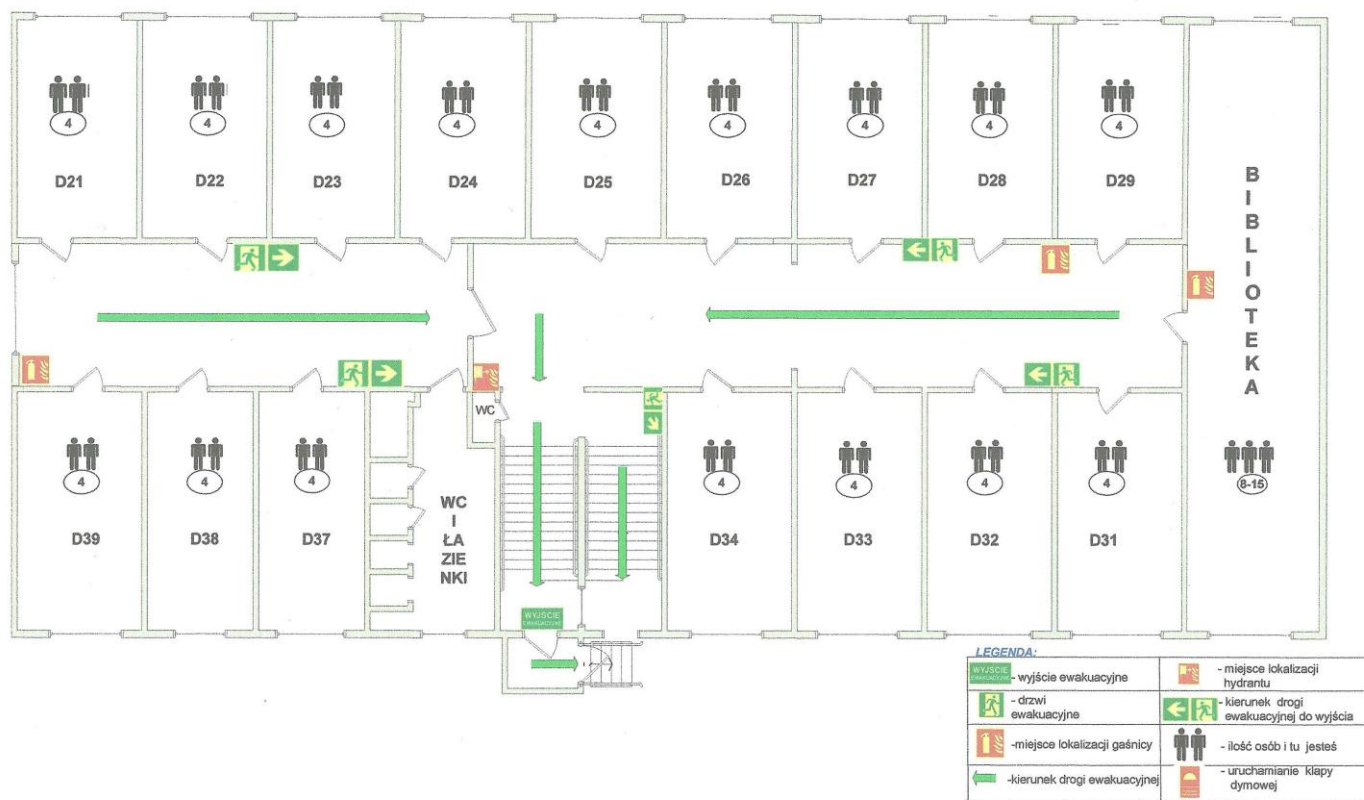 4
4
4
4
4
4
4
4
4
D21
D22
D23
D24
D25
D26
D27
D28
D29
B
I
B
L
I
O
T
E
K
A
8-15
WC
4
4
4
4
4
4
4
D39
D38
D37
WC
I
ŁA
ZIE
NKI
D34
D33
D32
D31
WYJŚCIE
EWAKUACYJNE
LEGENDA:
WYJŚCIE
EWAKUACYJNE
- wyjście ewakuacyjne
- miejsce lokalizacji
hydrantu
- drzwi
ewakuacyjne
- kierunek drogi
ewakuacyjnej do wyjścia
-miejsce lokalizacji gaśnicy
- ilość osób i tu jesteś
-kierunek drogi ewakuacyjnej
- uruchamianie klapy
dymowej